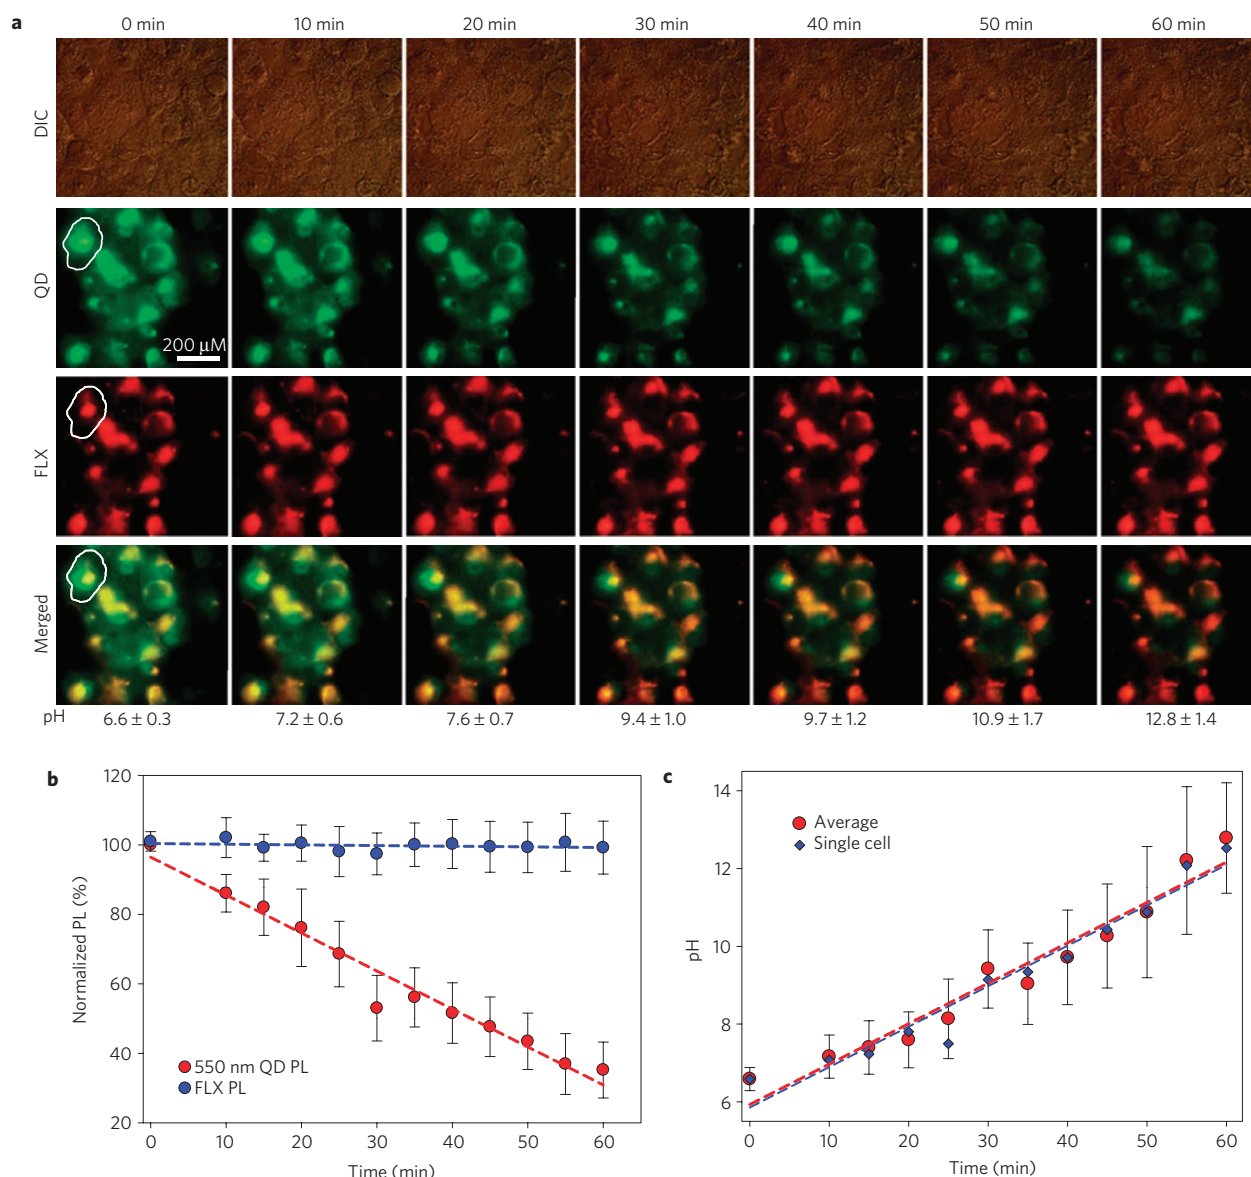 a
0 min 10 min 20 min 30 min 40 min 50 min 60 min
DIC
QD
200 µM
FLX
Merged
pH 6.6 ± 0.3 7.2 ± 0.6 7.6 ± 0.7 9.4 ± 1.0 9.7 ± 1.2 10.9 ± 1.7 12.8 ± 1.4
b
120
100
80
60
40
20
Normalized PL (%)
550 nm QD PL
FLX PL
0 10 20 30 40 50 60
Time (min)
c
14
12
10
8
6
pH
Average
Single cell
0 10 20 30 40 50 60
Time (min)